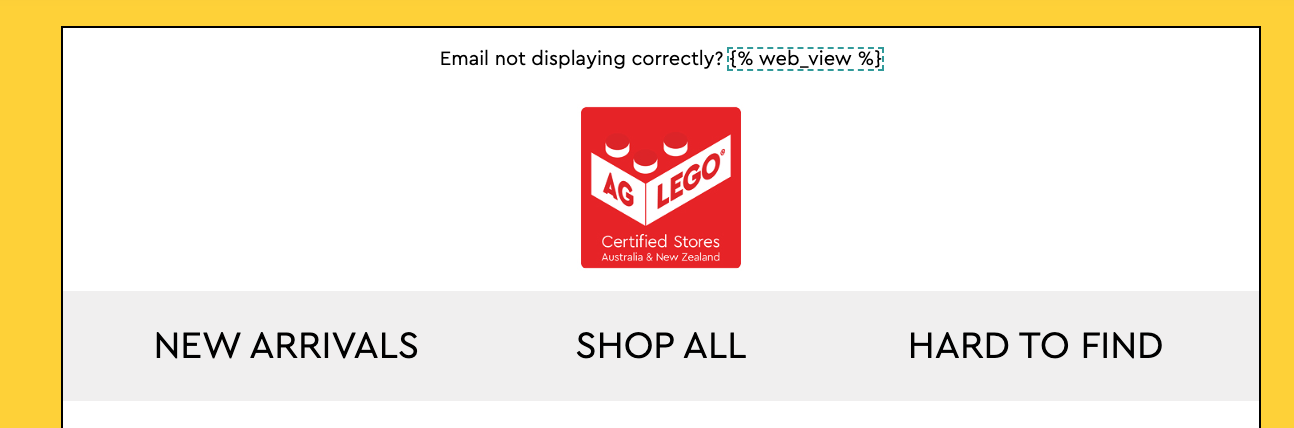 Email not displaying correctly? {% web_view %}
AG LEGO®
Certified Stores
Australia & New Zealand
NEW ARRIVALS SHOP ALL HARD TO FIND